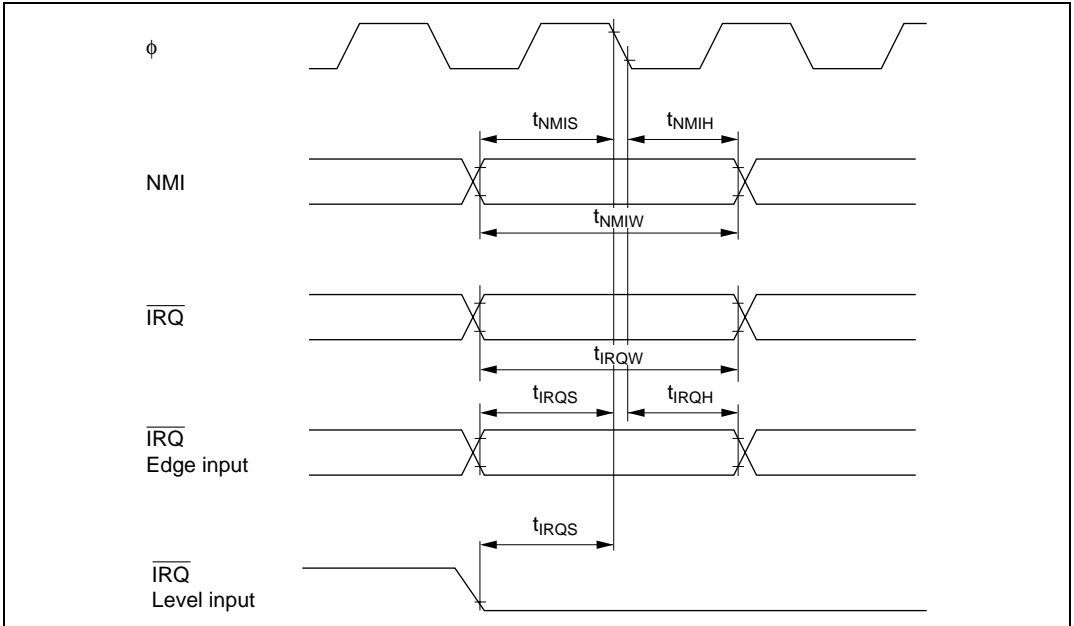 ϕ
tNMIS
tNMIH
NMI
tNMIW
IRQ
tIRQW
tIRQS
tIRQH
IRQ
Edge input
tIRQS
IRQ
Level input